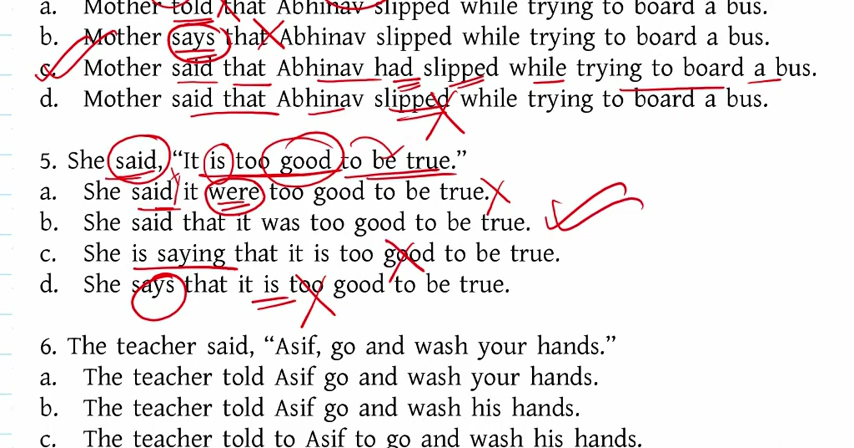 a. Mother told that Abhinav slipped while trying to board a bus.
b. Mother says that Abhinav slipped while trying to board a bus.
c. Mother said that Abhinav had slipped while trying to board a bus.
d. Mother said that Abhinav slipped while trying to board a bus.
5. She said, “It is too good to be true.”
a. She said it were too good to be true.
b. She said that it was too good to be true.
c. She is saying that it is too good to be true.
d. She says that it is too good to be true.
6. The teacher said, “Asif, go and wash your hands.”
a. The teacher told Asif go and wash your hands.
b. The teacher told Asif go and wash his hands.
c. The teacher told to Asif to go and wash his hands.